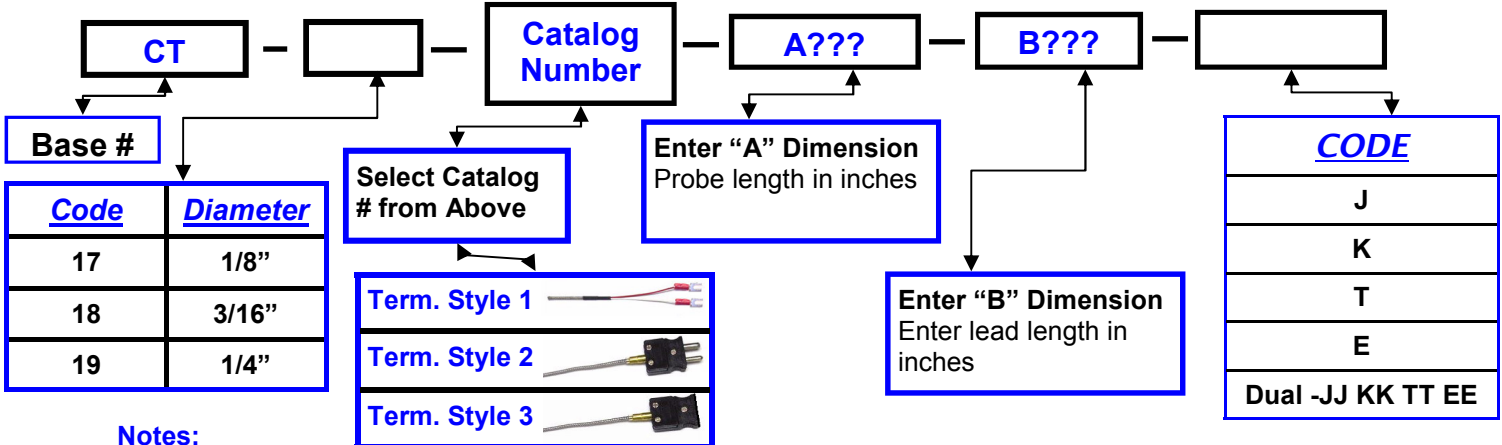 CT
Catalog
Number
A???
B???
Base #
Code Diameter
17 1/8”
18 3/16”
19 1/4”
Select Catalog
# from Above
Term. Style 1
Term. Style 2
Term. Style 3
Enter “A” Dimension
Probe length in inches
Enter “B” Dimension
Enter lead length in
inches
CODE
J
K
T
E
Dual -JJ KK TT EE
Notes: